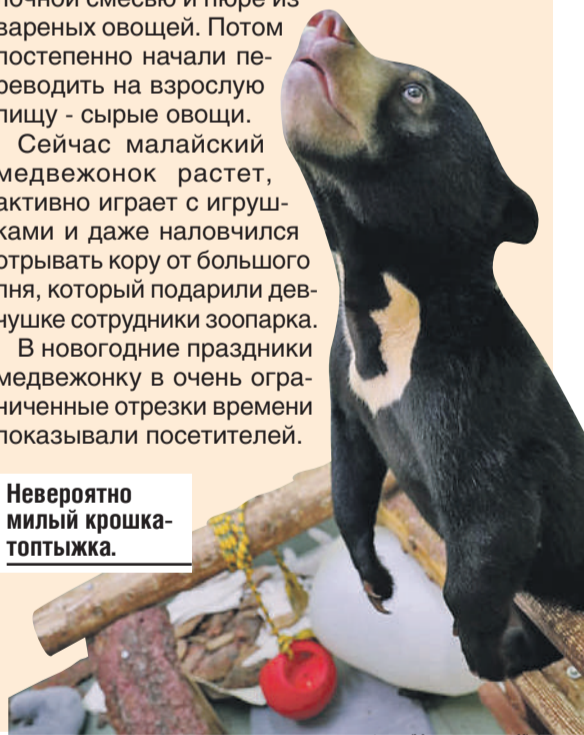 лочной смесью и пюре из
вареных овощей. Потом
постепенно начали пе-
реводить на взрослую
пищу - сырые овощи.
Сейчас малайский
медвежонок растет,
активно играет с игруш-
ками и даже наловчился
отрывать кору от большого
пня, который подарили дев-
чушке сотрудники зоопарка.
В новогодние праздники
медвежонку в очень огра-
ниченные отрезки времени
показывали посетителей.
Невероятно
милый крошка-
топтыжка.